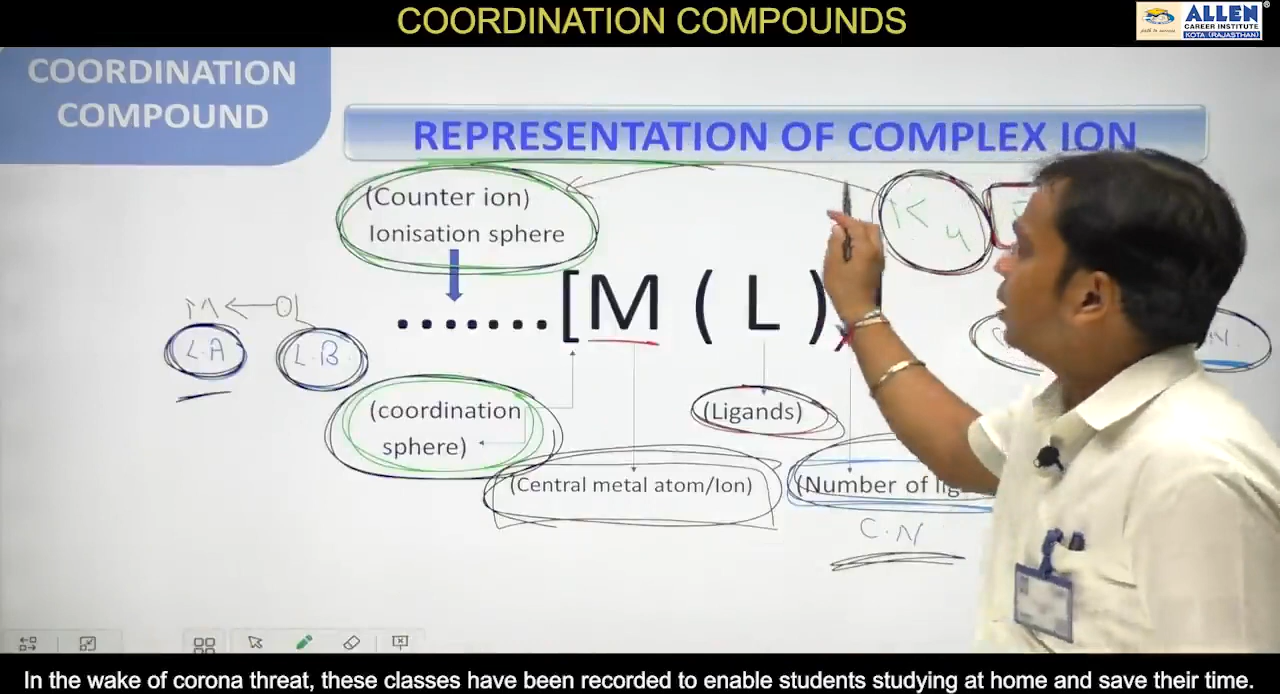 COORDINATION COMPOUNDS
ALLEN
CAREER INSTITUTE
KOTA (RAJASTHAN)
COORDINATION
COMPOUND
REPRESENTATION OF COMPLEX ION
(Counter ion)
Ionisation sphere
K4
M ← L
.......[M ( L )x
L.A L.B.
(coordination
sphere)
(Ligands)
(Central metal atom/Ion)
(Number of
C.N
In the wake of corona threat, these classes have been recorded to enable students studying at home and save their time.